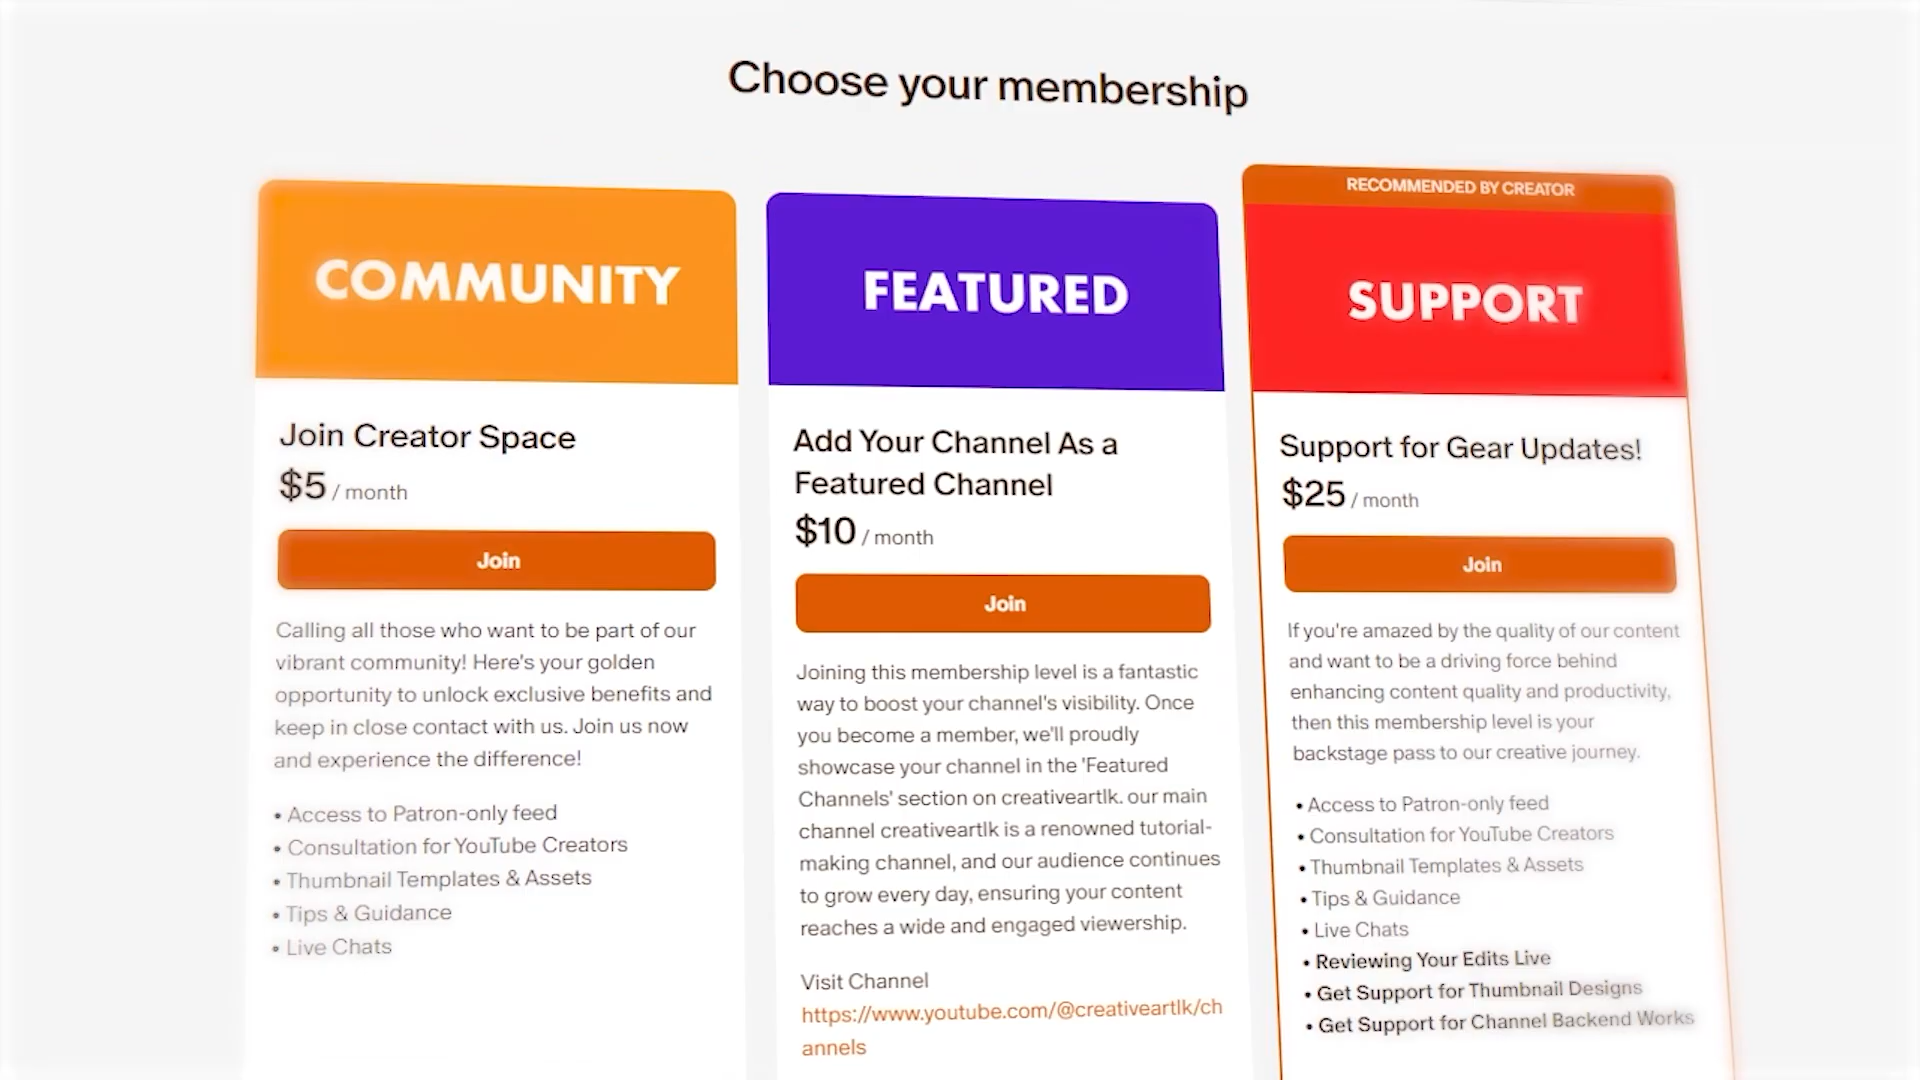 Choose your membership
COMMUNITY
Join Creator Space
$5 / month
Join
Calling all those who want to be part of our
vibrant community! Here's your golden
opportunity to unlock exclusive benefits and
keep in close contact with us. Join us now
and experience the difference!
• Access to Patron-only feed
• Consultation for YouTube Creators
• Thumbnail Templates & Assets
• Tips & Guidance
• Live Chats
FEATURED
Add Your Channel As a
Featured Channel
$10 / month
Join
Joining this membership level is a fantastic
way to boost your channel's visibility. Once
you become a member, we'll proudly
showcase your channel in the 'Featured
Channels' section on creativeartlk. our main
channel creativeartlk is a renowned tutorial-
making channel, and our audience continues
to grow every day, ensuring your content
reaches a wide and engaged viewership.
Visit Channel
https://www.youtube.com/@creativeartlk/ch
annels
RECOMMENDED BY CREATOR
SUPPORT
Support for Gear Updates!
$25 / month
Join
If you're amazed by the quality of our content
and want to be a driving force behind
enhancing content quality and productivity,
then this membership level is your
backstage pass to our creative journey.
• Access to Patron-only feed
• Consultation for YouTube Creators
• Thumbnail Templates & Assets
• Tips & Guidance
• Live Chats
• Reviewing Your Edits Live
• Get Support for Thumbnail Designs
• Get Support for Channel Backend Works